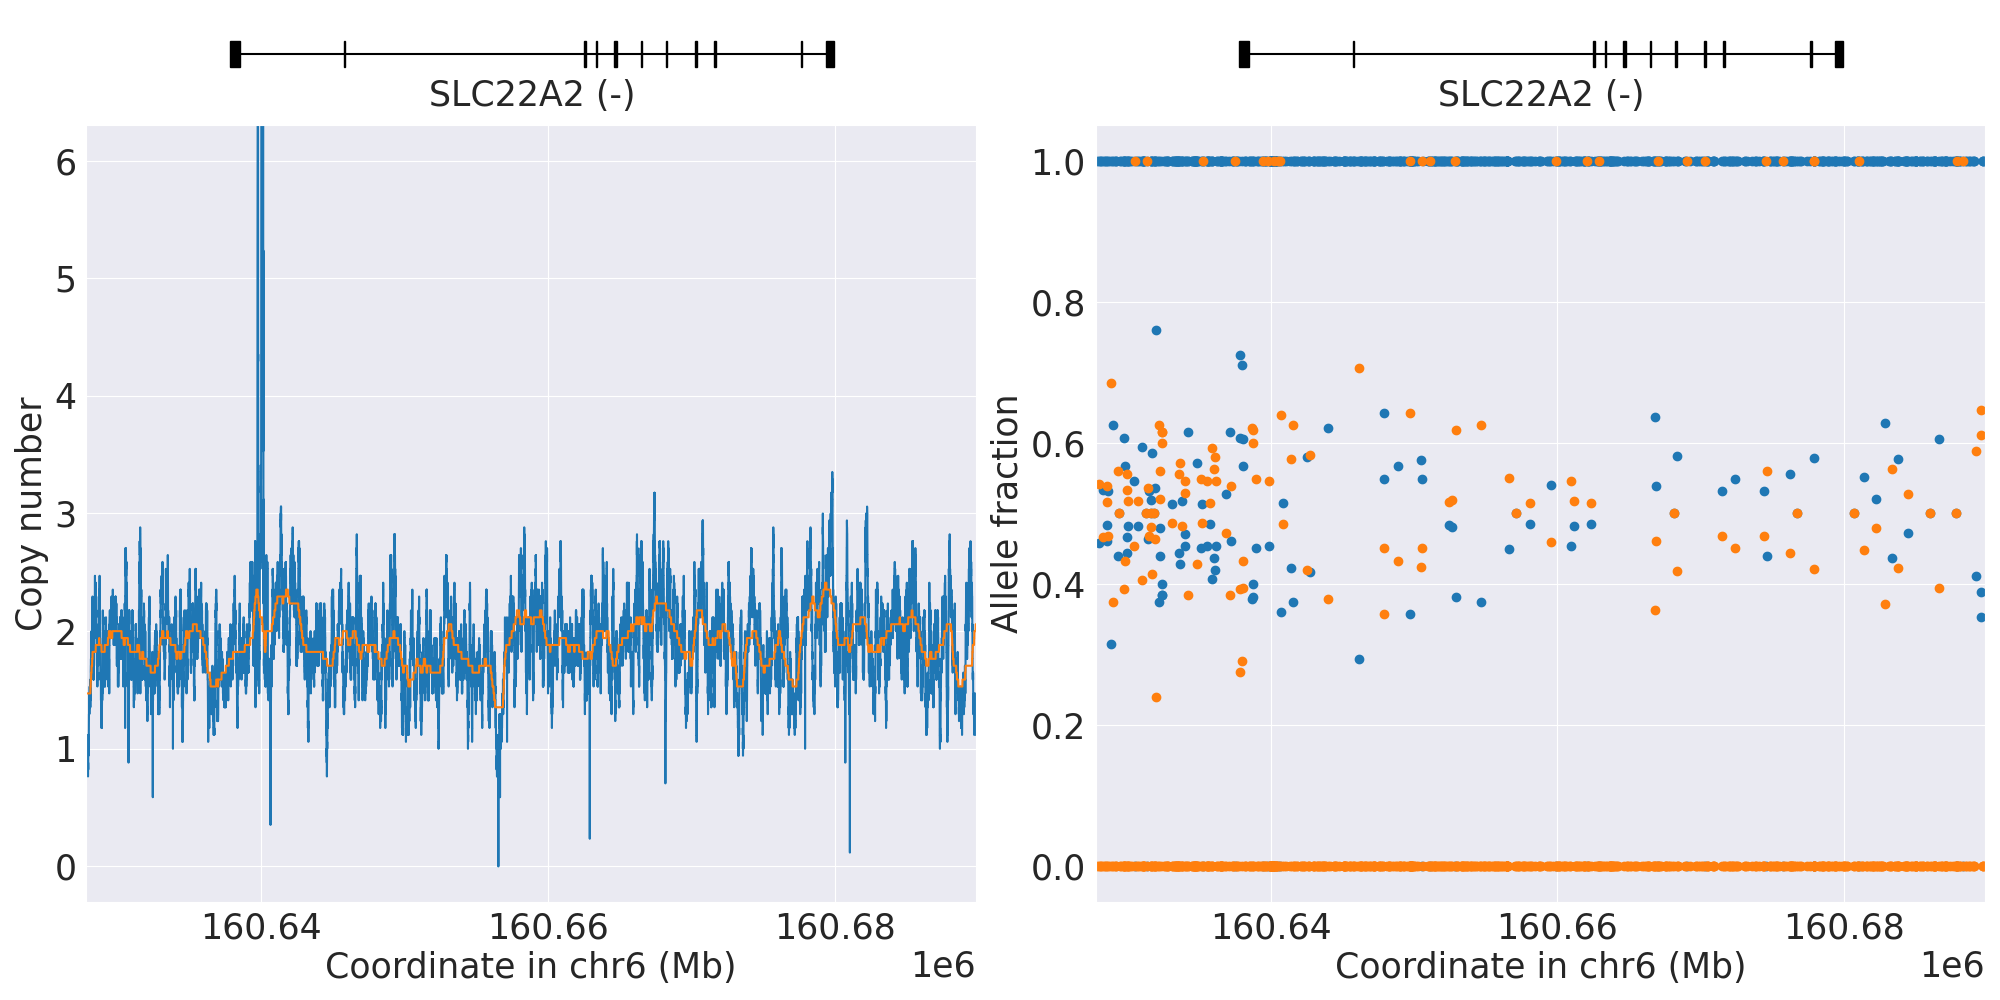 SLC22A2 (-)
6
5
4
3
2
1
0
Copy number
160.64 160.66 160.68
Coordinate in chr6 (Mb) 1e6
SLC22A2 (-)
1.0
0.8
0.6
0.4
0.2
0.0
Allele fraction
160.64 160.66 160.68
Coordinate in chr6 (Mb) 1e6